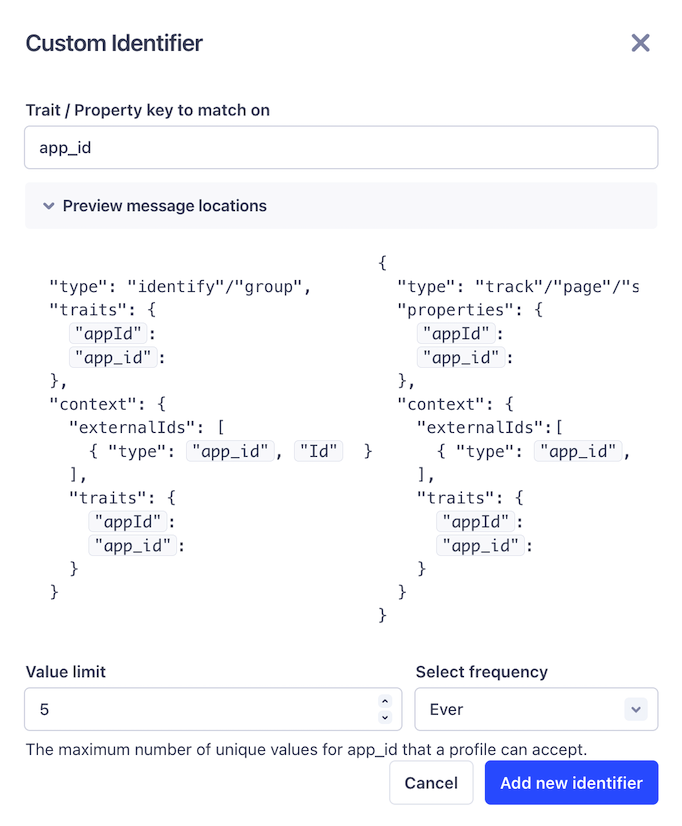 Custom Identifier
Trait / Property key to match on
app_id
Preview message locations
"type": "identify"/"group",
"traits": {
"appId":
"app_id":
},
"context": {
"externalIds": [
{ "type": "app_id", "Id" }
],
"traits": {
"appId":
"app_id":
}
}
{
"type": "track"/"page"/"s
"properties": {
"appId":
"app_id":
},
"context": {
"externalIds":[
{ "type": "app_id",
],
"traits": {
"appId":
"app_id":
}
}
}
Value limit
5
Select frequency
Ever
The maximum number of unique values for app_id that a profile can accept.
Cancel
Add new identifier